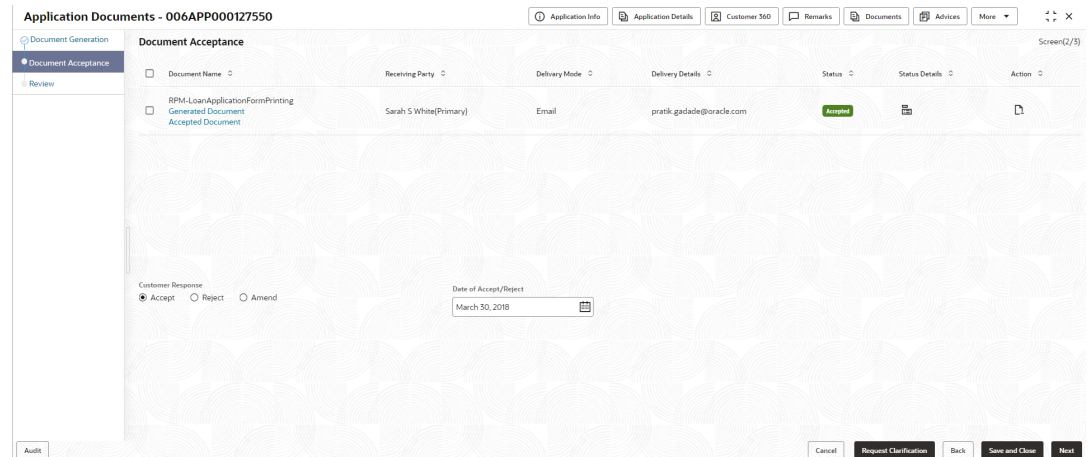 Application Documents - 006APP000127550
Application Info
Application Details
Customer 360
Remarks
Documents
Advices
More
Document Generation
Document Acceptance
Review
Document Acceptance
Screen(2/3)
Document Name Receiving Party Delivary Mode Delivery Details Status Status Details Action
RPM-LoanApplicationFormPrinting
Generated Document
Accepted Document
Sarah S White(Primary) Email pratik.gadade@oracle.com Accepted
Customer Response
Accept Reject Amend
Date of Accept/Reject
March 30, 2018
Audit
Cancel Request Clarification Back Save and Close Next